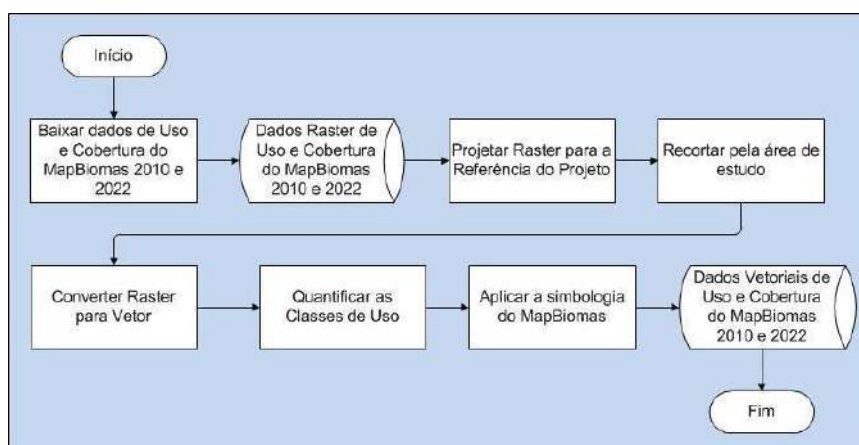 Início
Baixar dados de Uso
e Cobertura do
MapBiomas 2010 e
2022
Dados Raster de
Uso e Cobertura
do MapBiomas
2010 e 2022
Projetar Raster para a
Referência do Projeto
Recortar pela área de
estudo
Converter Raster
para Vetor
Quantificar as
Classes de Uso
Aplicar a simbologia
do MapBiomas
Dados Vetoriais de
Uso e Cobertura
do MapBiomas
2010 e 2022
Fim